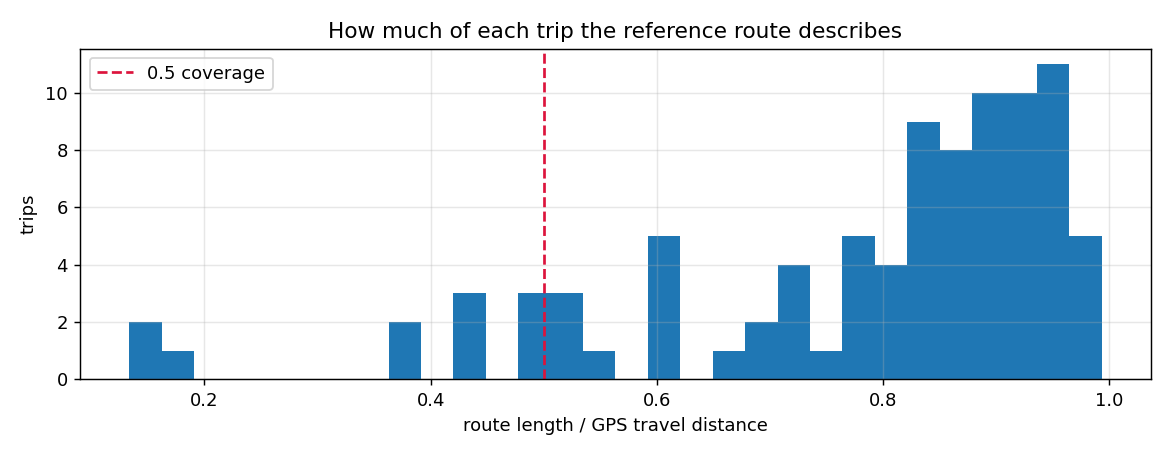 How much of each trip the reference route describes
0.5 coverage
10
8
6
4
2
0
trips
0.2
0.4
0.6
0.8
1.0
route length / GPS travel distance